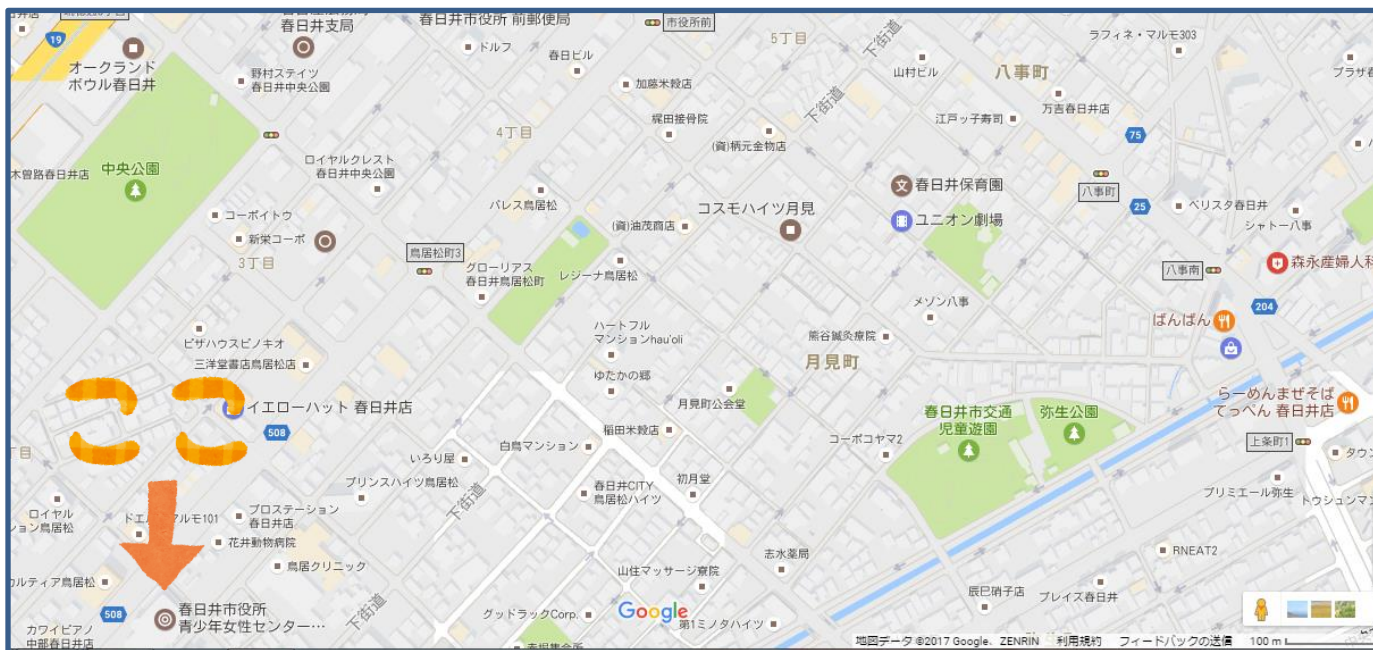 春日井支局
春日井市役所 前郵便局
市役所前
5丁目
下街道
ラフィネ・マルモ303
19
オークランド
ボウル春日井
野村ステイツ
春日井中央公園
ドルフ
春日ビル
加藤米穀店
山村ビル
八事町
万吉春日井店
4丁目
梶田接骨院
下街道
江戸ッ子寿司
75
(資)柄元金物店
中央公園
木曽路春日井店
ロイヤルクレスト
春日井中央公園
春日井保育園
八事町
25
ベリスタ春日井
コーポイトウ
パレス鳥居松
(資)油茂商店
コスモハイツ月見
ユニオン劇場
シャトー八事
新栄コーポ
3丁目
鳥居松町3
グローリアス
春日井鳥居松町
レジーナ鳥居松
八事南
森永産婦人科
メゾン八事
204
ピザハウスピノキオ
三洋堂書店鳥居松店
ハートフル
マンションhau'oli
熊谷鍼灸療院
ばんばん
月見町
ゆたかの郷
ここ
イエローハット 春日井店
508
月見町公会堂
春日井市交通
児童遊園
弥生公園
らーめんまぜそば
てっぺん 春日井店
稲田米穀店
白鳥マンション
コーポコヤマ2
上条町1
いろり屋
プリンスハイツ鳥居松
下街道
春日井CITY
鳥居松ハイツ
初月堂
プリミエール弥生
ロイヤル
プロステーション
春日井店
花井動物病院
鳥居クリニック
志水薬局
RNEAT2
山住マッサージ療院
辰巳硝子店
プレイズ春日井
508
春日井市役所
青少年女性センター…
下街道
グッドラックCorp.
Google
第1ミノタハイツ
カワイピアノ
中部春日井店
地図データ ©2017 Google、ZENRIN 利用規約 フィードバックの送信 100 m